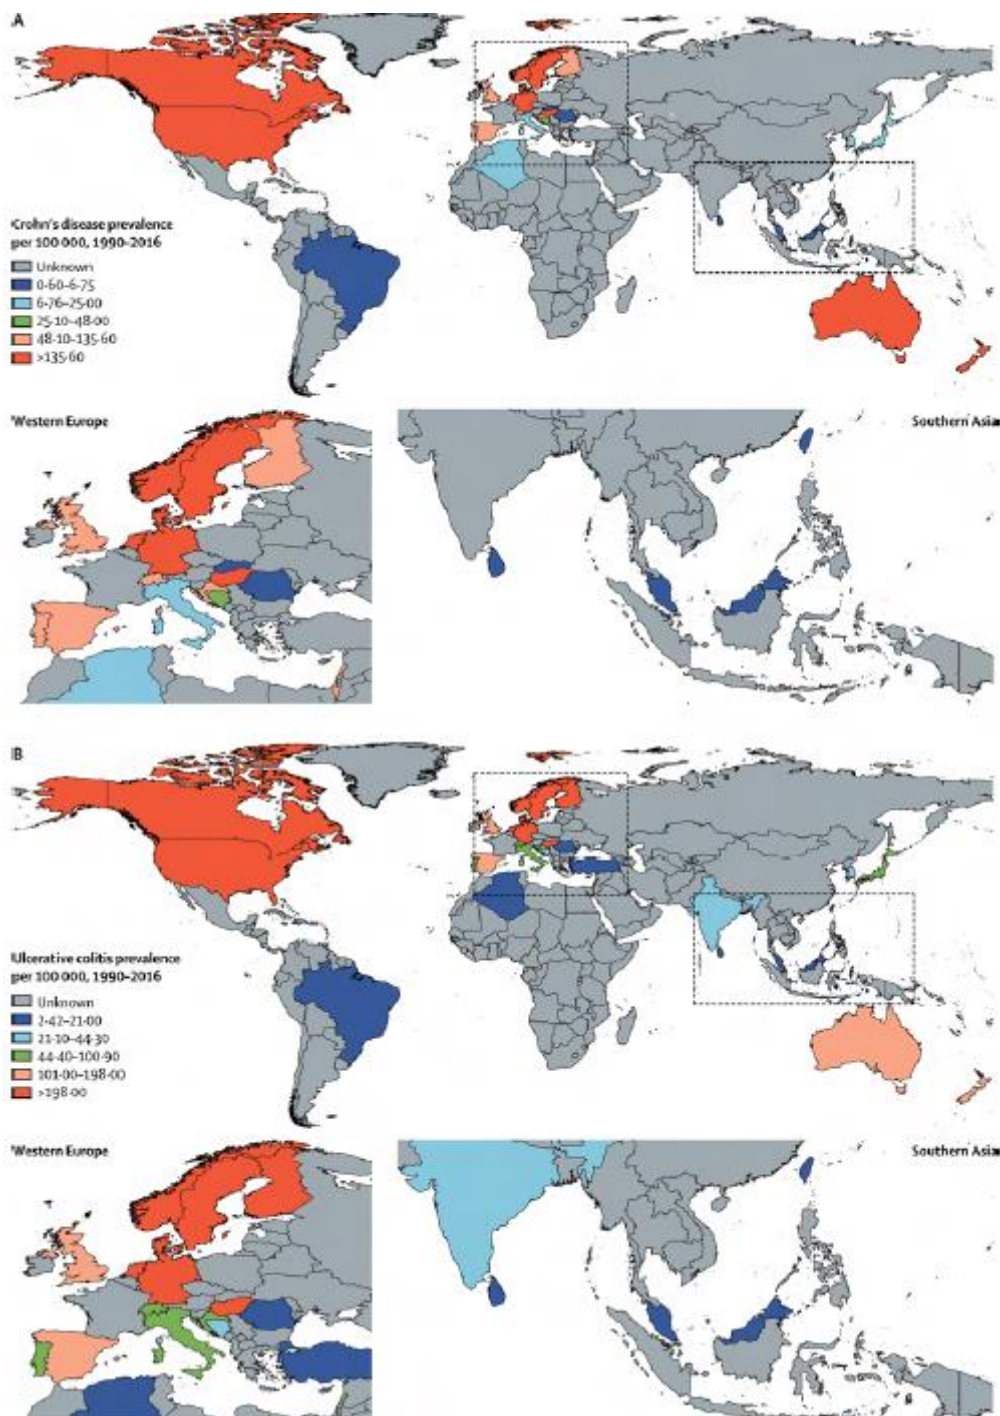 A
Crohn's disease prevalence
per 100 000, 1990–2016
Unknown
0·60–6·75
6·76–25·00
25·10–48·00
48·10–135·60
>135·60
Western Europe
Southern Asia
B
Ulcerative colitis prevalence
per 100 000, 1990–2016
Unknown
2·42–21·00
21·10–44·30
44·40–100·90
101·00–198·00
>198·00
Western Europe
Southern Asia